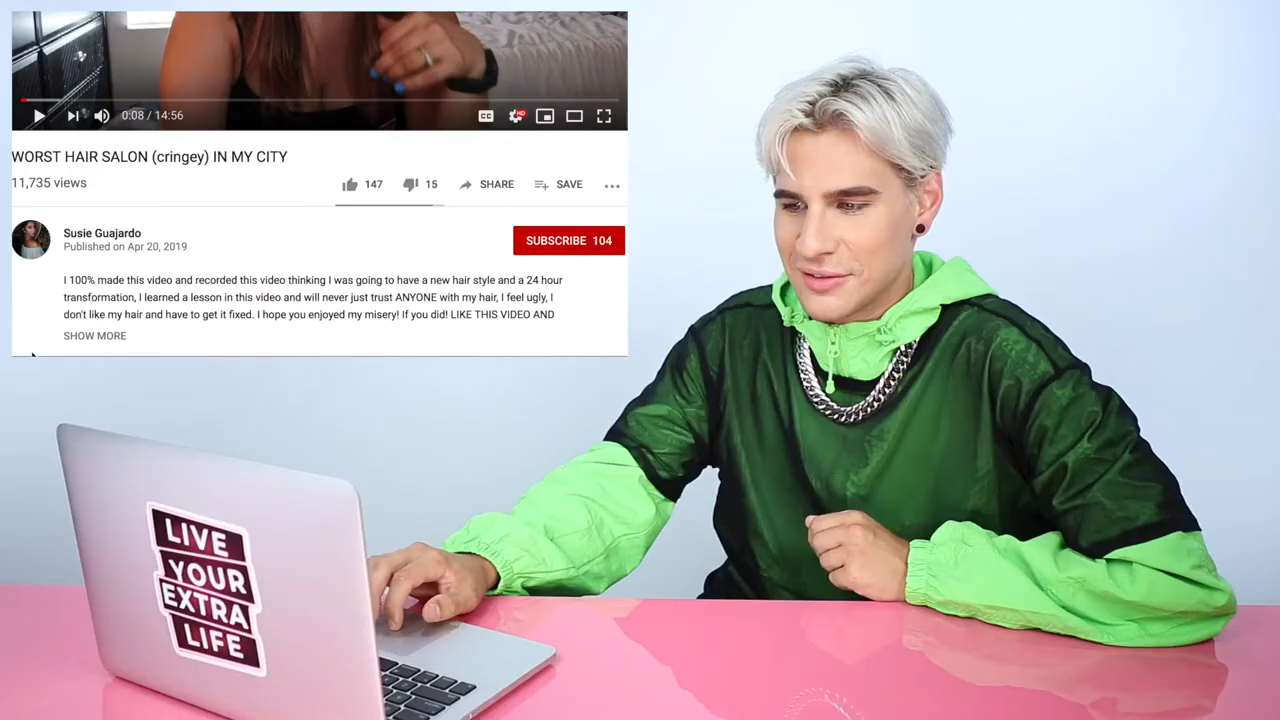 0:08 / 14:56
CC
HD
WORST HAIR SALON (cringey) IN MY CITY
11,735 views
147
15
SHARE
SAVE
Susie Guajardo
Published on Apr 20, 2019
SUBSCRIBE 104
I 100% made this video and recorded this video thinking I was going to have a new hair style and a 24 hour
transformation, I learned a lesson in this video and will never just trust ANYONE with my hair, I feel ugly, I
don't like my hair and have to get it fixed. I hope you enjoyed my misery! If you did! LIKE THIS VIDEO AND
SHOW MORE
LIVE
YOUR
EXTRA
LIFE